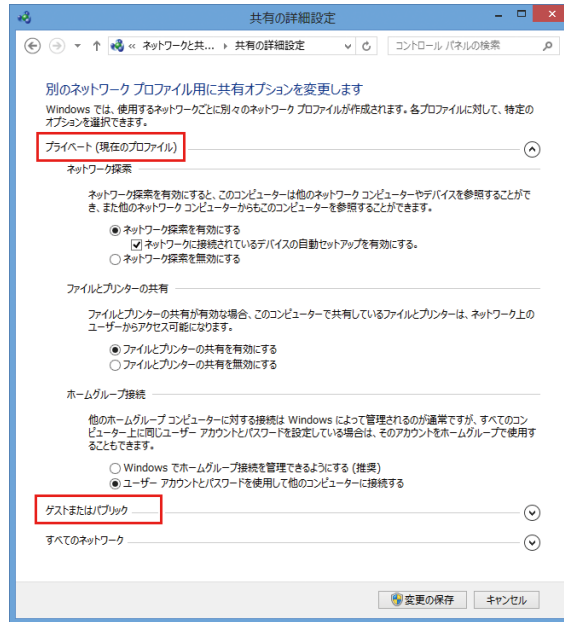 共有の詳細設定
« ネットワークと共... ▸ 共有の詳細設定
コントロール パネルの検索
別のネットワーク プロファイル用に共有オプションを変更します
Windows では、使用するネットワークごとに別々のネットワーク プロファイルが作成されます。各プロファイルに対して、特定の
オプションを選択できます。
プライベート (現在のプロファイル)
ネットワーク探索
ネットワーク探索を有効にすると、このコンピューターは他のネットワーク コンピューターやデバイスを参照することがで
き、また他のネットワーク コンピューターからもこのコンピューターを参照することができます。
ネットワーク探索を有効にする
ネットワークに接続されているデバイスの自動セットアップを有効にする。
ネットワーク探索を無効にする
ファイルとプリンターの共有
ファイルとプリンターの共有が有効な場合、このコンピューターで共有しているファイルとプリンターは、ネットワーク上の
ユーザーからアクセス可能になります。
ファイルとプリンターの共有を有効にする
ファイルとプリンターの共有を無効にする
ホームグループ接続
他のホームグループ コンピューターに対する接続は Windows によって管理されるのが通常ですが、すべてのコン
ピューター上に同じユーザー アカウントとパスワードを設定している場合は、そのアカウントをホームグループで使用す
ることもできます。
Windows でホームグループ接続を管理できるようにする (推奨)
ユーザー アカウントとパスワードを使用して他のコンピューターに接続する
ゲストまたはパブリック
すべてのネットワーク
変更の保存
キャンセル